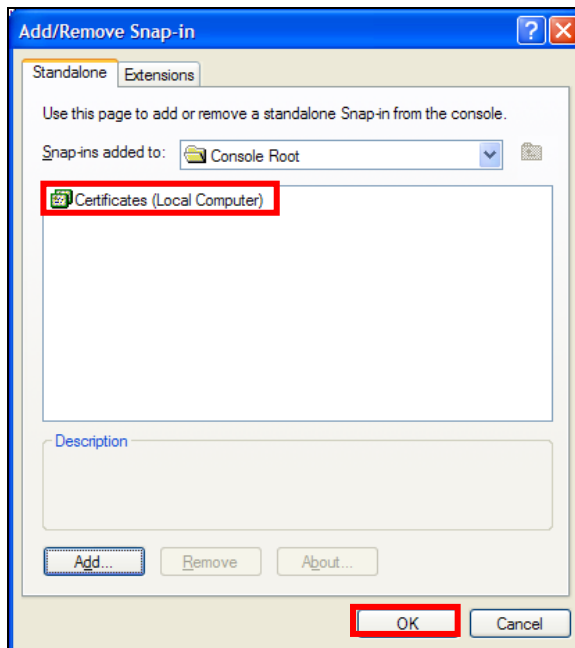 Add/Remove Snap-in
Standalone Extensions
Use this page to add or remove a standalone Snap-in from the console.
Snap-ins added to: Console Root
Certificates (Local Computer)
Description
Add... Remove About...
OK Cancel